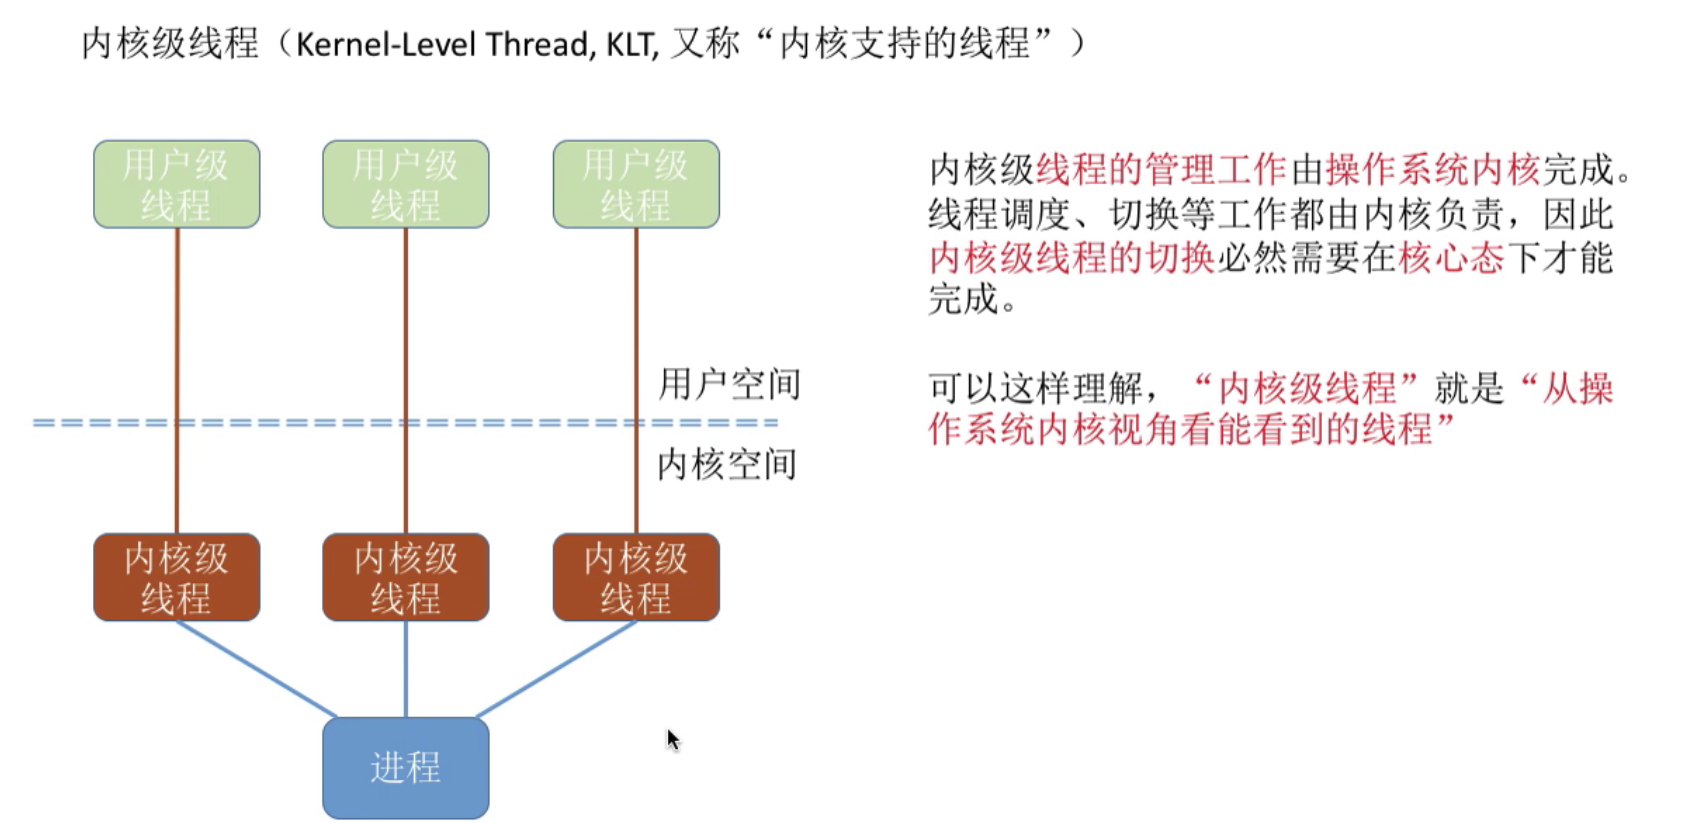 内核级线程（Kernel-Level Thread, KLT, 又称“内核支持的线程”）
用户级
线程
用户级
线程
用户级
线程
用户空间
内核空间
内核级
线程
内核级
线程
内核级
线程
进程
内核级线程的管理工作由操作系统内核完成。
线程调度、切换等工作都由内核负责，因此
内核级线程的切换必然需要在核心态下才能
完成。
可以这样理解，“内核级线程”就是“从操
作系统内核视角看能看到的线程”